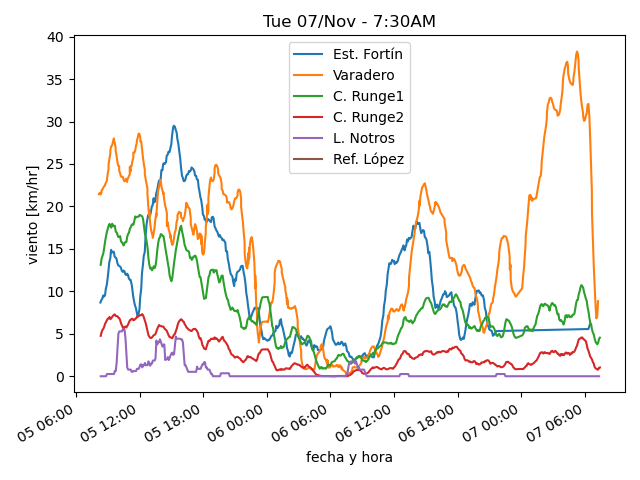 Tue 07/Nov - 7:30AM
40
35
30
25
20
15
10
5
0
viento [km/hr]
Est. Fortín
Varadero
C. Runge1
C. Runge2
L. Notros
Ref. López
05 06:00
05 12:00
05 18:00
06 00:00
06 06:00
06 12:00
06 18:00
07 00:00
07 06:00
fecha y hora